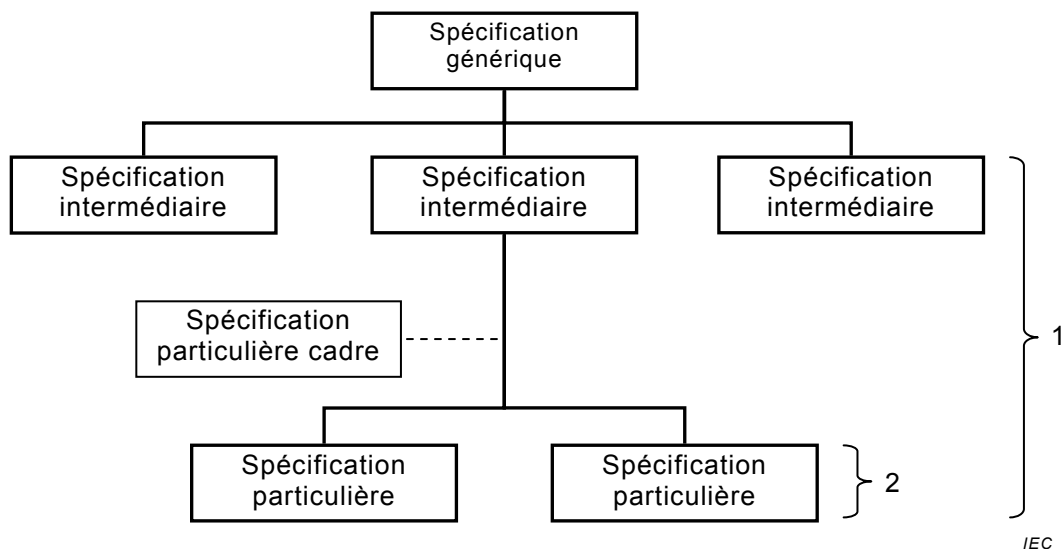 Spécification
générique
Spécification
intermédiaire
Spécification
intermédiaire
Spécification
intermédiaire
Spécification
particulière cadre
1
Spécification
particulière
Spécification
particulière
2
IEC